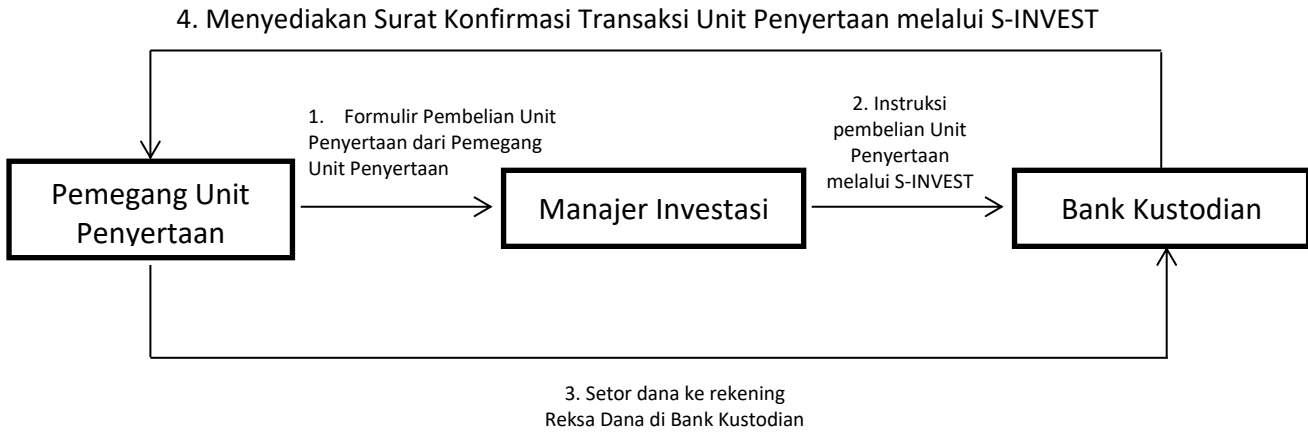 4. Menyediakan Surat Konfirmasi Transaksi Unit Penyertaan melalui S-INVEST
1. Formulir Pembelian Unit
Penyertaan dari Pemegang
Unit Penyertaan
2. Instruksi
pembelian Unit
Penyertaan
melalui S-INVEST
Pemegang Unit
Penyertaan
Manajer Investasi
Bank Kustodian
3. Setor dana ke rekening
Reksa Dana di Bank Kustodian